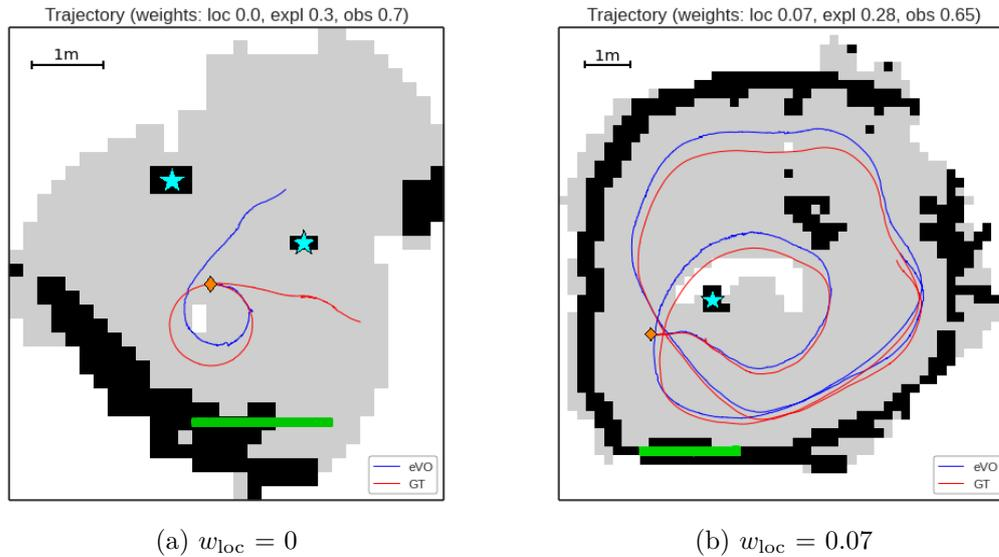 Trajectory (weights: loc 0.0, expl 0.3, obs 0.7)
1m
eVO
GT
(a) w_loc = 0
Trajectory (weights: loc 0.07, expl 0.28, obs 0.65)
1m
eVO
GT
(b) w_loc = 0.07